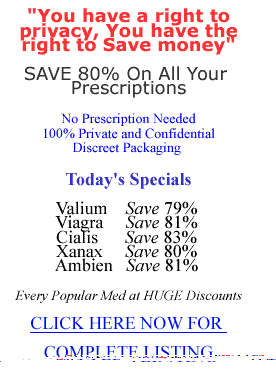 "You have a right to
privacy, You have the
right to Save money"
SAVE 80% On All Your
Prescriptions
No Prescription Needed
100% Private and Confidential
Discreet Packaging
Today's Specials
Valium Save 79%
Viagra Save 81%
Cialis Save 83%
Xanax Save 80%
Ambien Save 81%
Every Popular Med at HUGE Discounts
CLICK HERE NOW FOR
COMPLETE LISTING